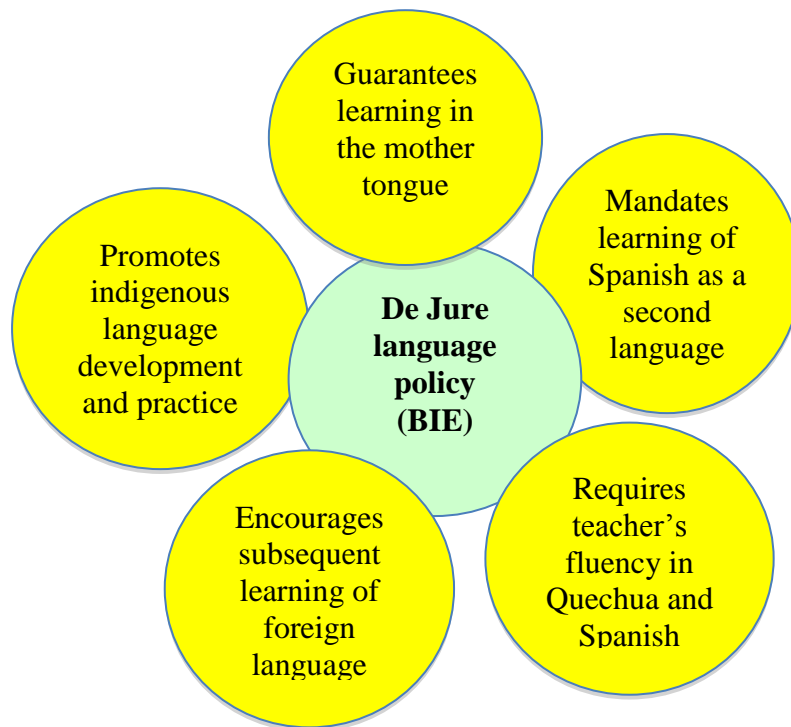 Guarantees
learning in
the mother
tongue
Mandates
learning of
Spanish as a
second
language
Promotes
indigenous
language
development
and practice
De Jure
language
policy
(BIE)
Requires
teacher’s
fluency in
Quechua and
Spanish
Encourages
subsequent
learning of
foreign
language